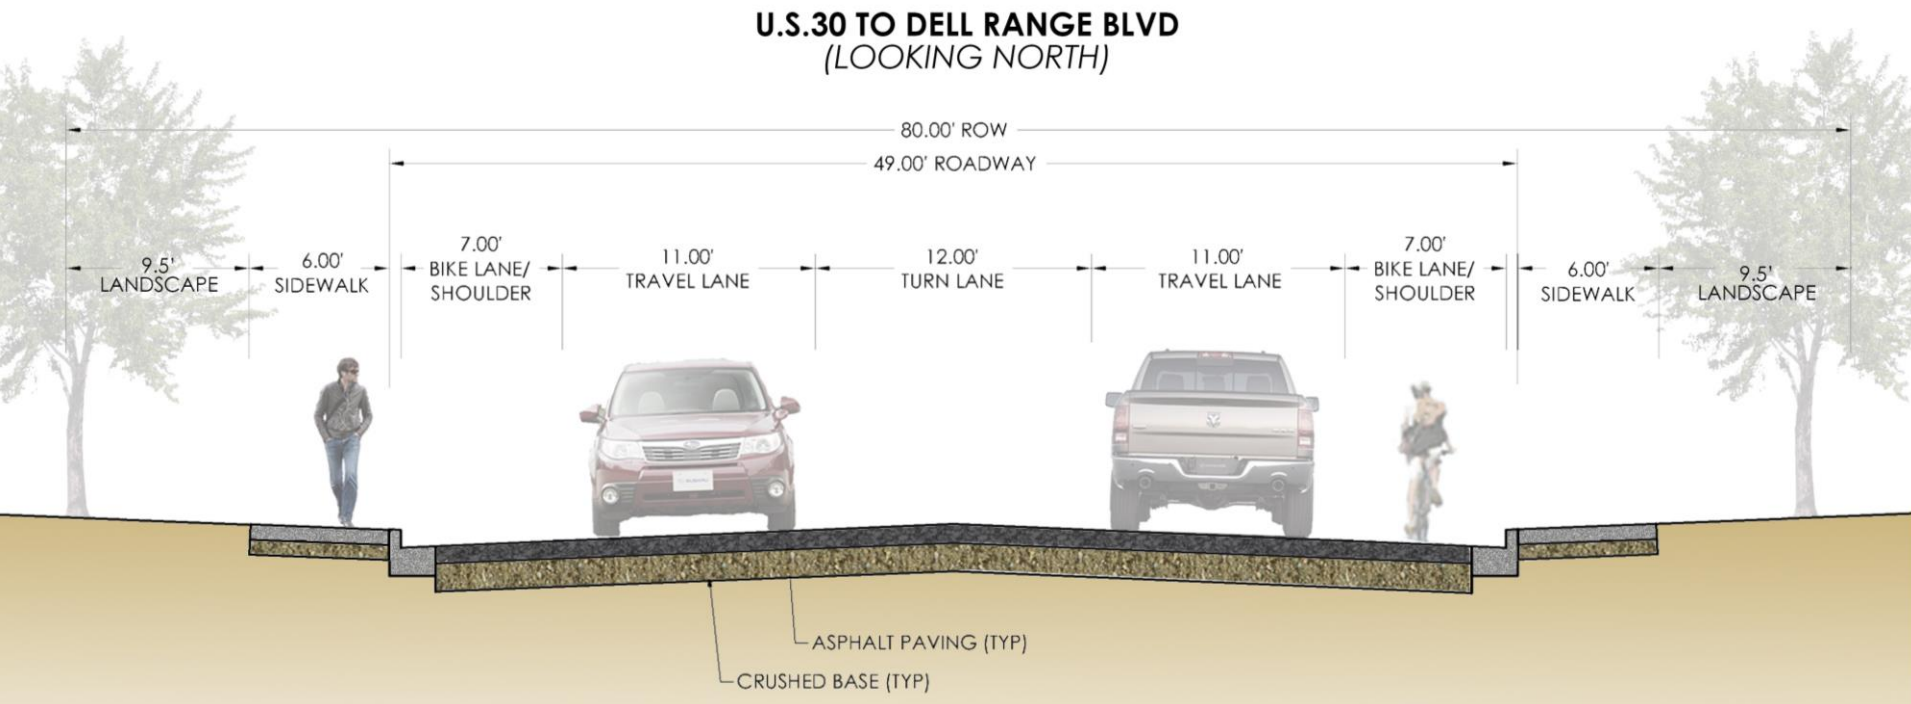 U.S.30 TO DELL RANGE BLVD
(LOOKING NORTH)
80.00' ROW
49.00' ROADWAY
9.5'
LANDSCAPE
6.00'
SIDEWALK
7.00'
BIKE LANE/
SHOULDER
11.00'
TRAVEL LANE
12.00'
TURN LANE
11.00'
TRAVEL LANE
7.00'
BIKE LANE/
SHOULDER
6.00'
SIDEWALK
9.5'
LANDSCAPE
ASPHALT PAVING (TYP)
CRUSHED BASE (TYP)